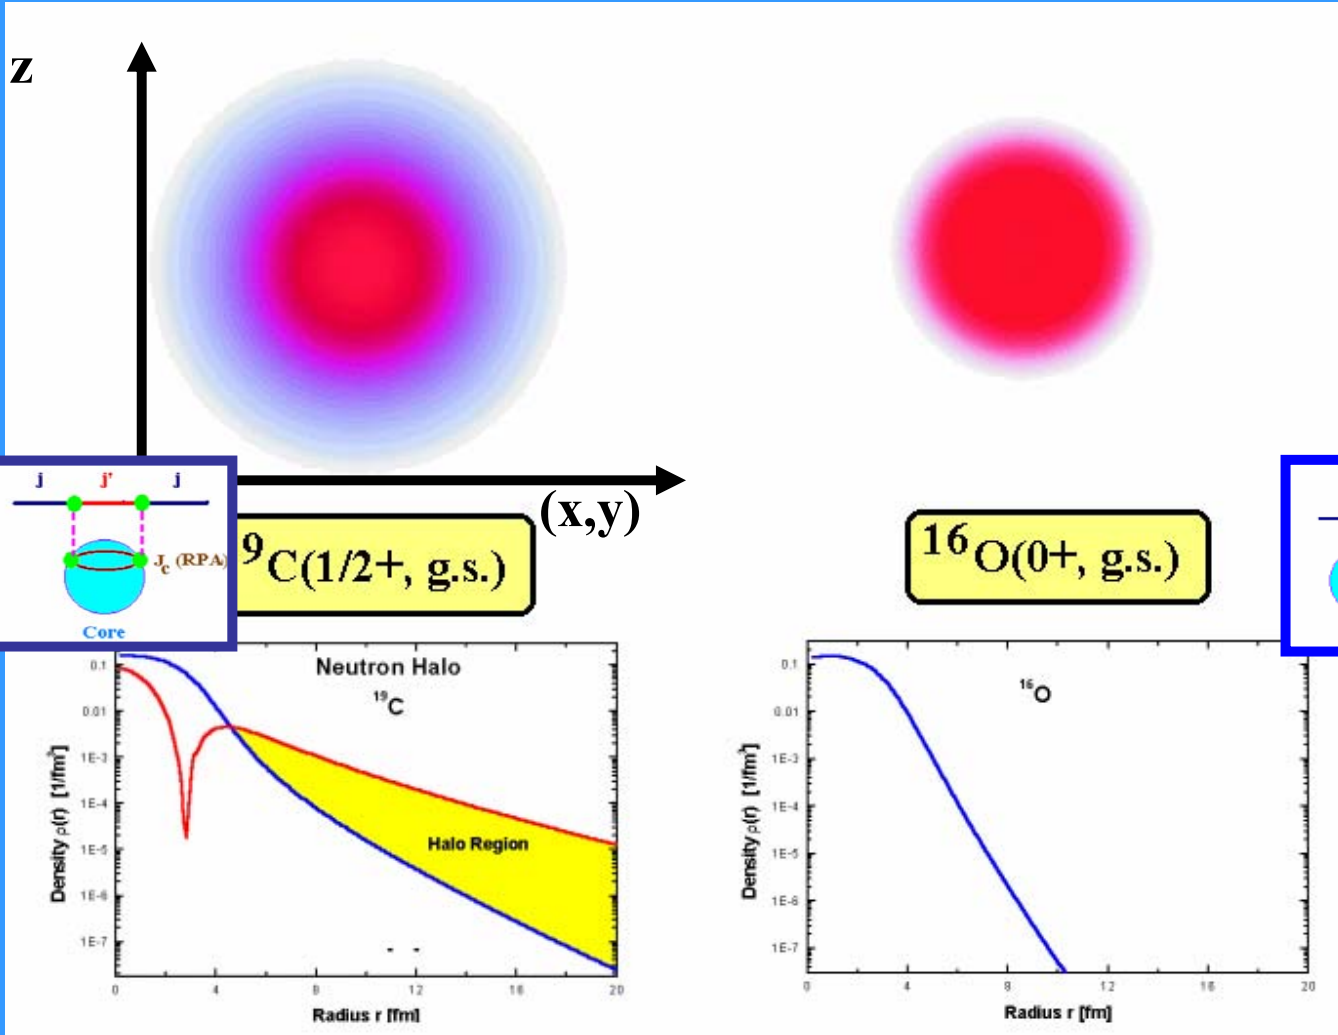 z
(x,y)
j j' j
J_c (RPA)
Core
9C(1/2+, g.s.)
16O(0+, g.s.)
Neutron Halo
19C
Halo Region
0.1
0.01
1E-3
1E-4
1E-5
1E-6
1E-7
Density ρ(r) [1/fm³]
0 4 8 12 16 20
Radius r [fm]
16O
0.1
0.01
1E-3
1E-4
1E-5
1E-6
1E-7
Density ρ(r) [1/fm³]
0 4 8 12 16 20
Radius r [fm]